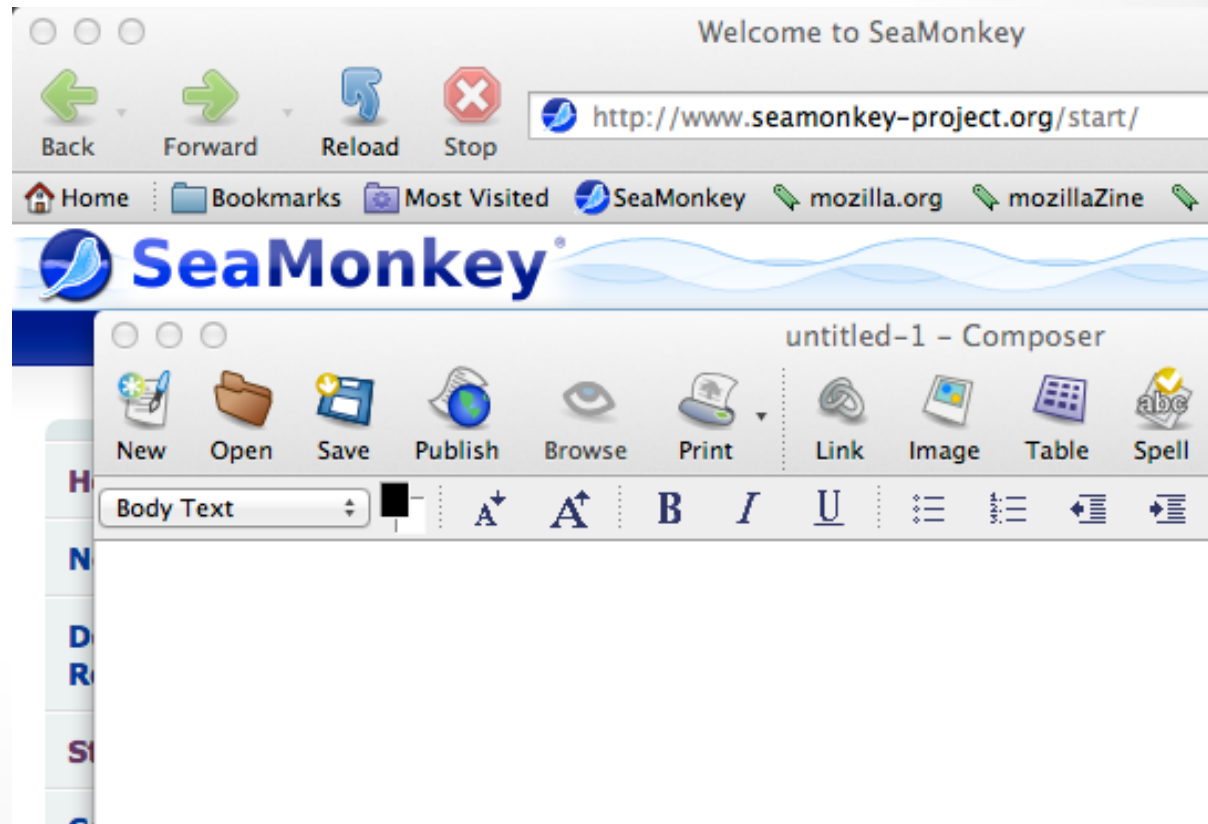 Welcome to SeaMonkey
http://www.seamonkey-project.org/start/
Back Forward Reload Stop
Home Bookmarks Most Visited SeaMonkey mozilla.org mozillaZine
SeaMonkey®
untitled-1 – Composer
New Open Save Publish Browse Print Link Image Table Spell
abc
Body Text A A B I U